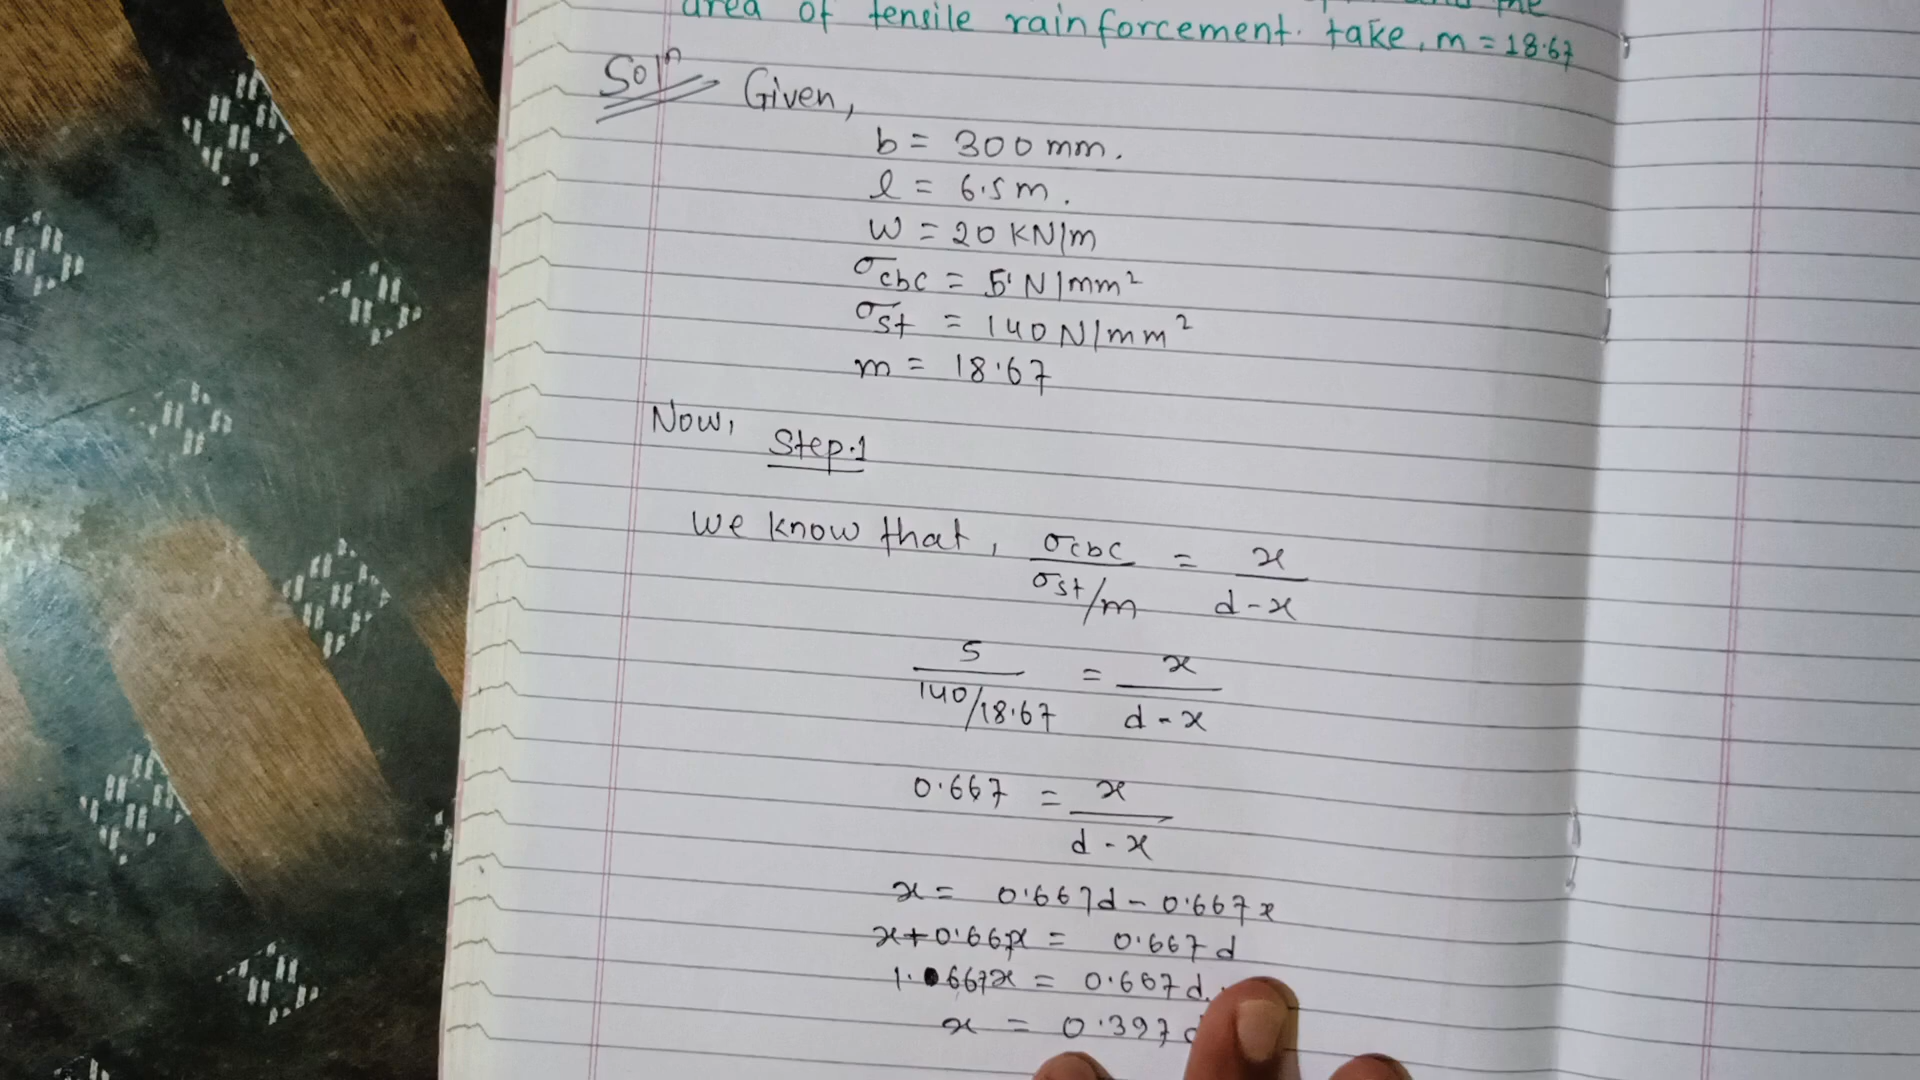 the
area of tensile rainforcement. take, m = 18.67
Soln Given,
b = 300 mm.
l = 6.5 m.
w = 20 KN/m
σcbc = 5 N/mm²
σst = 140 N/mm²
m = 18.67
Now,
Step.1
we know that, σcbc / σst/m = x / d-x
5 / 140/18.67 = x / d-x
0.667 = x / d-x
x = 0.667d - 0.667x
x+0.667x = 0.667d
1.667x = 0.667d.
x = 0.397d